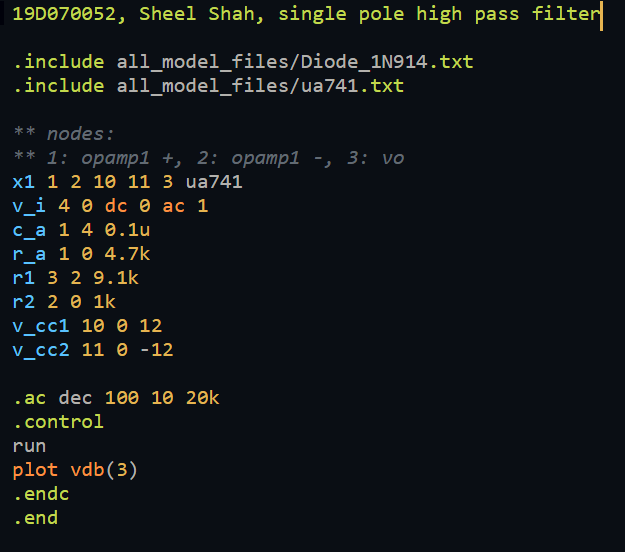 19D070052, Sheel Shah, single pole high pass filter
.include all_model_files/Diode_1N914.txt
.include all_model_files/ua741.txt
** nodes:
** 1: opamp1 +, 2: opamp1 -, 3: vo
x1 1 2 10 11 3 ua741
v_i 4 0 dc 0 ac 1
c_a 1 4 0.1u
r_a 1 0 4.7k
r1 3 2 9.1k
r2 2 0 1k
v_cc1 10 0 12
v_cc2 11 0 -12
.ac dec 100 10 20k
.control
run
plot vdb(3)
.endc
.end